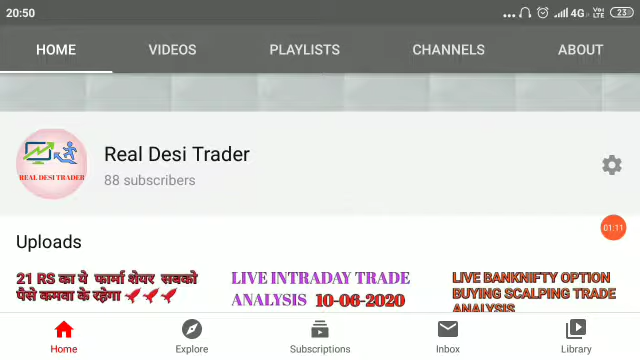 20:50
4G
Vo
LTE
23
HOME VIDEOS PLAYLISTS CHANNELS ABOUT
REAL DESI TRADER
Real Desi Trader
88 subscribers
01:11
Uploads
21 RS का ये फार्मा शेयर सबको
पैसे कमवा के रहेगा 🚀🚀🚀
LIVE INTRADAY TRADE
ANALYSIS 10-06-2020
LIVE BANKNIFTY OPTION
BUYING SCALPING TRADE
ANALYSIS
Home Explore Subscriptions Inbox Library